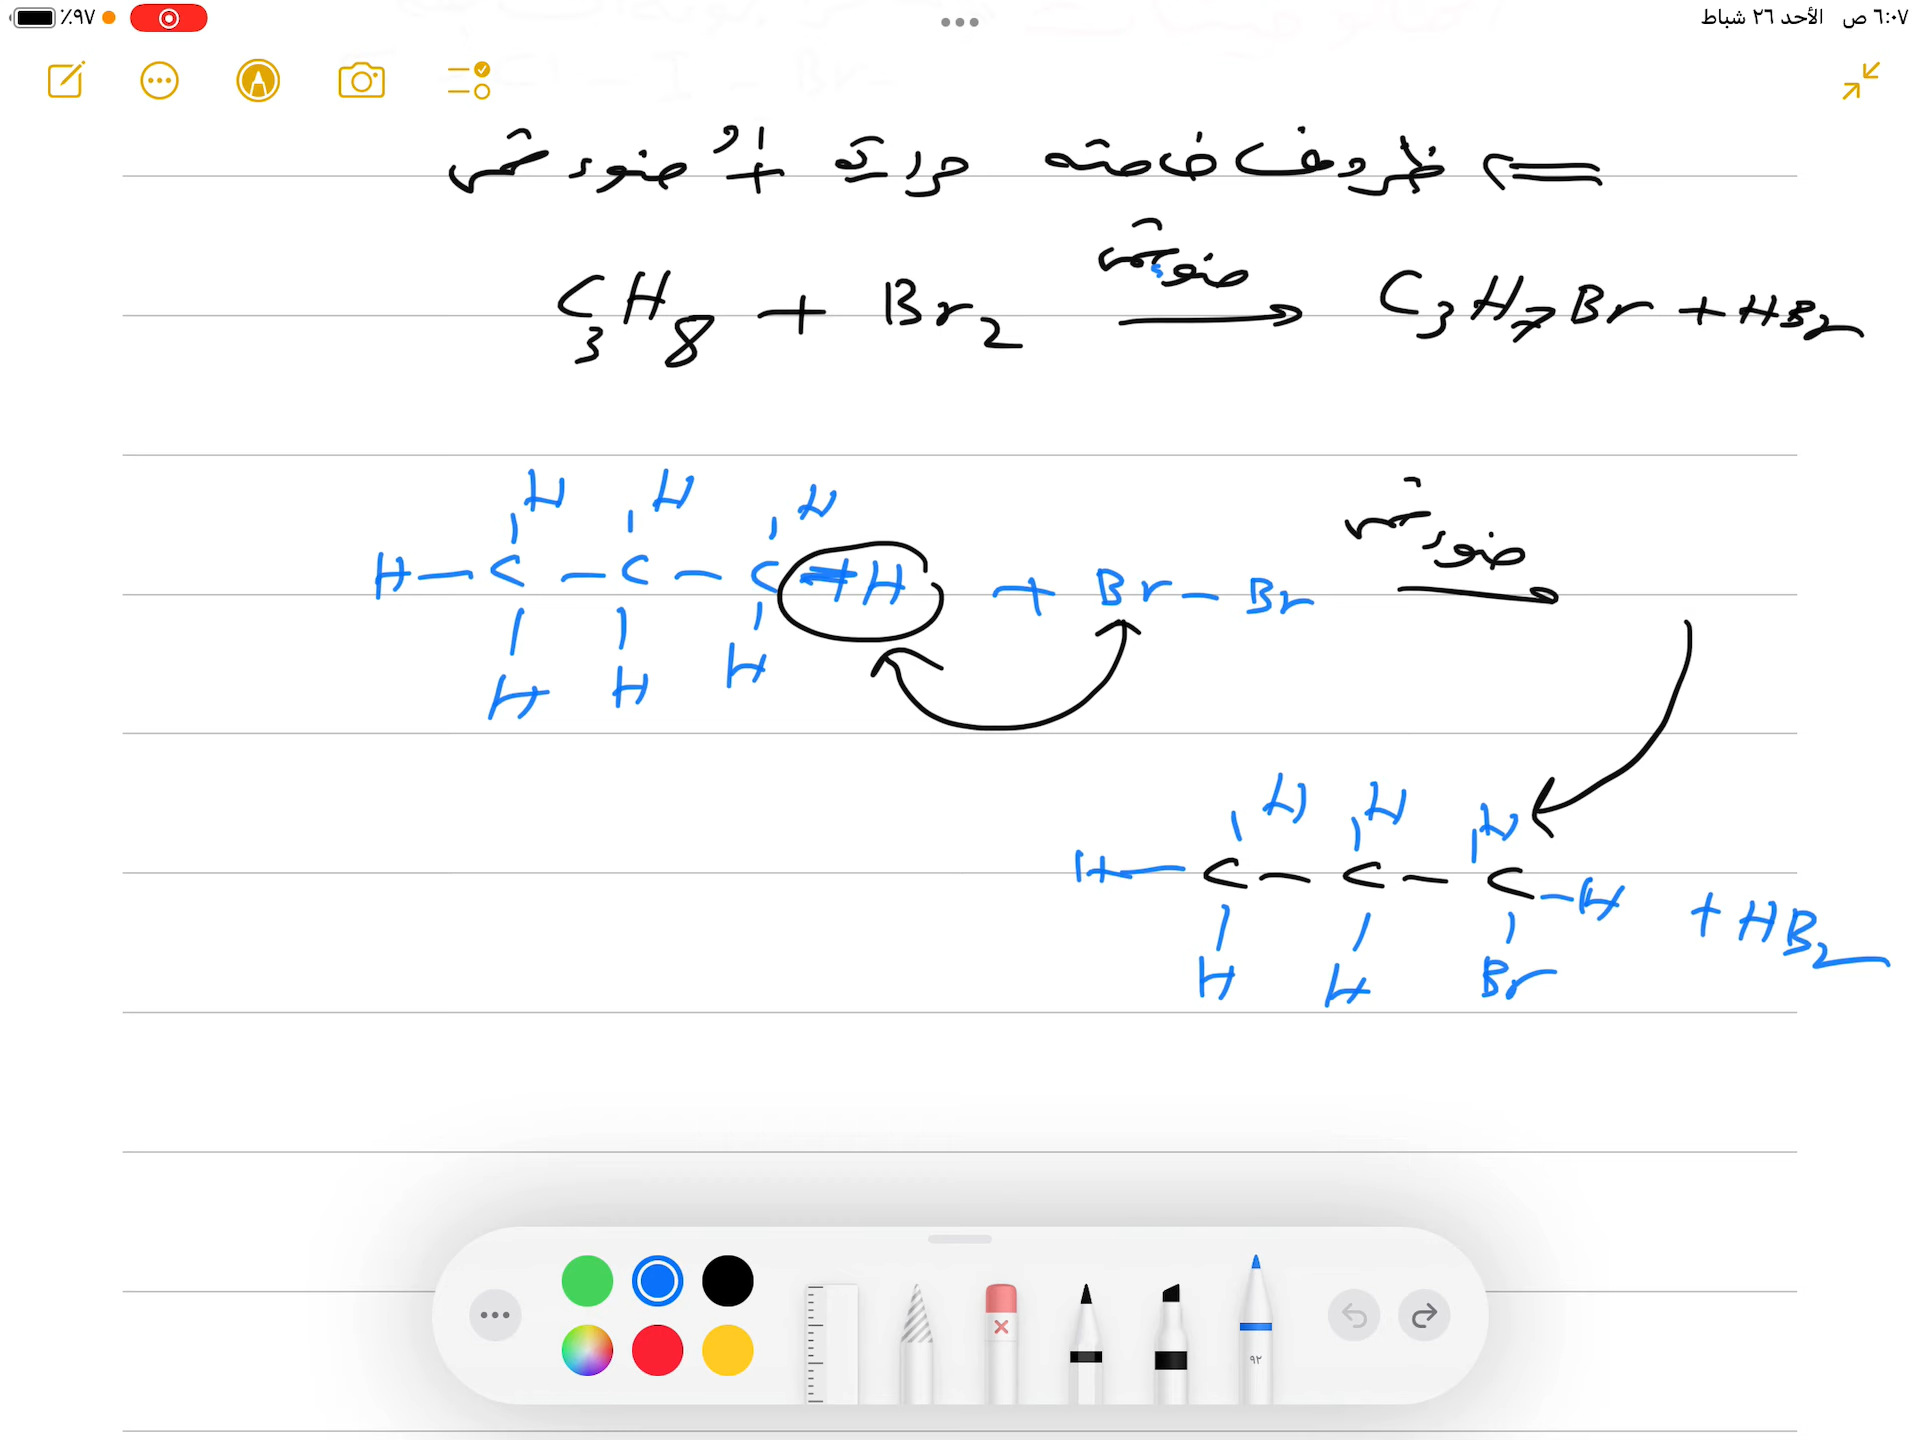 ٪٩٧ ٦:٠٧ ص الأحد ٢٦ شباط
ظروف خاصة حرارة أو ضوء شمس
ضوء شمس
C3H8 + Br2 → C3H7Br + HBr
H H H
H — C — C — C — H + Br — Br ضوء شمس
H H H
H H H
H — C — C — C — H + HBr
H H Br
٩٢